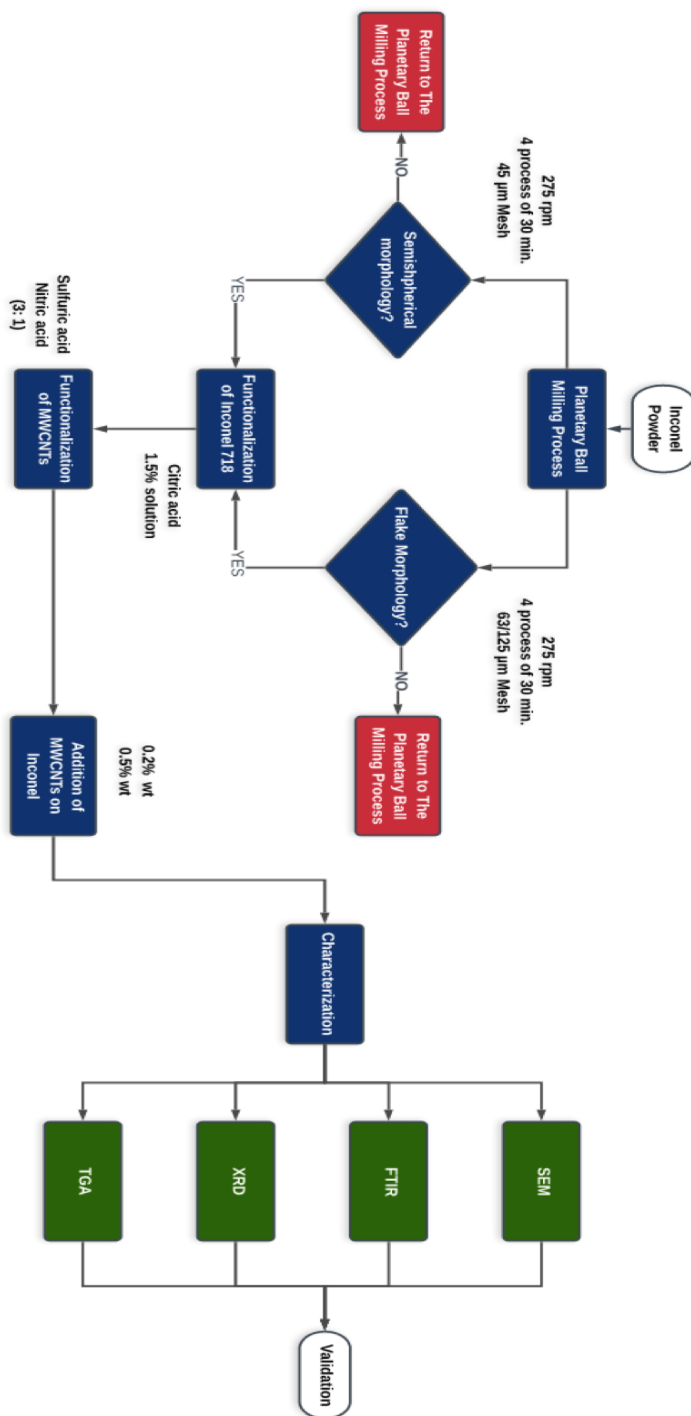 Inconel
Powder
Planetary Ball
Milling Process
275 rpm
4 process of 30 min.
45 µm Mesh
275 rpm
4 process of 30 min.
63/125 µm Mesh
Semishpherical
morphology?
Flake Morphology?
NO
Return to The
Planetary Ball
Milling Process
NO
Return to The
Planetary Ball
Milling Process
YES
YES
Functionalization
of Inconel 718
Citric acid
1.5% solution
Sulfuric acid
Nitric acid
(3: 1)
Functionalization
of MWCNTs
0.2% wt
0.5% wt
Addition of
MWCNTs on
Inconel
Characterization
SEM
FTIR
XRD
TGA
Validation